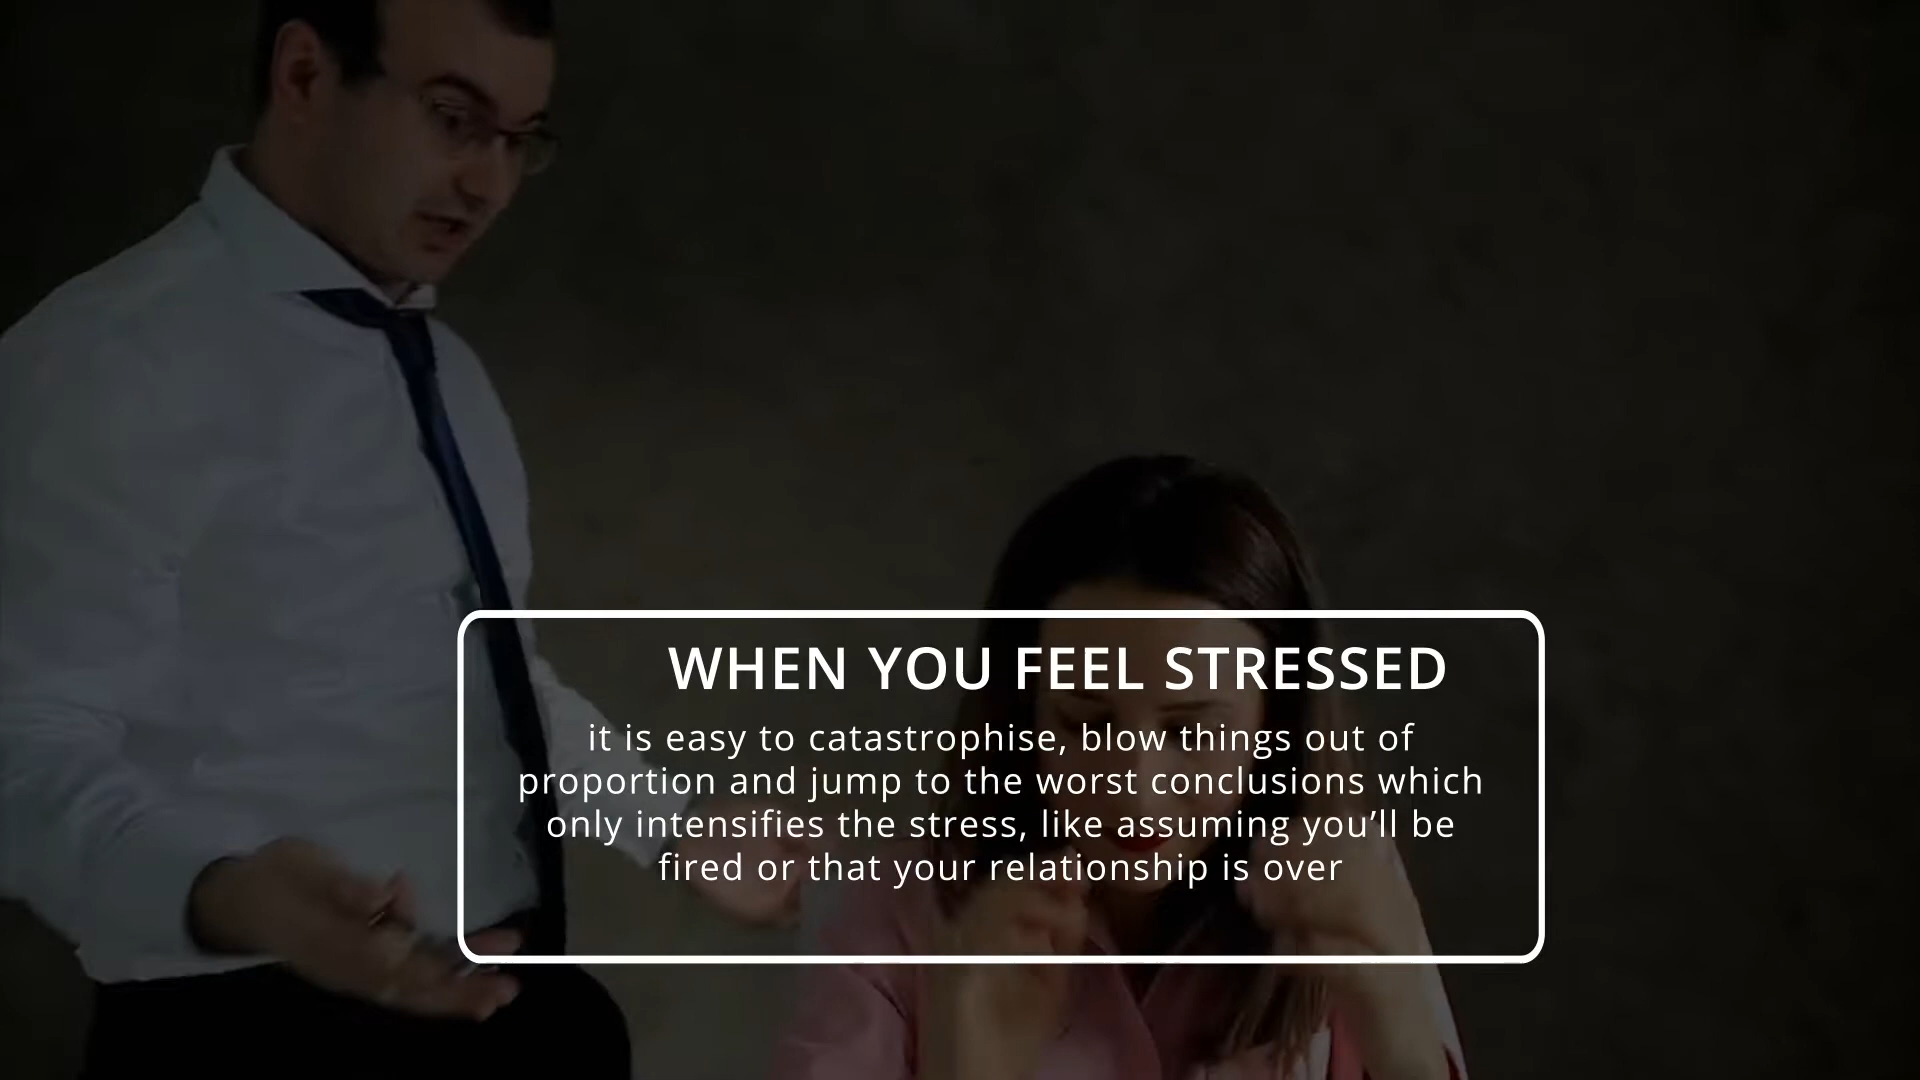 WHEN YOU FEEL STRESSED
it is easy to catastrophise, blow things out of
proportion and jump to the worst conclusions which
only intensifies the stress, like assuming you’ll be
fired or that your relationship is over